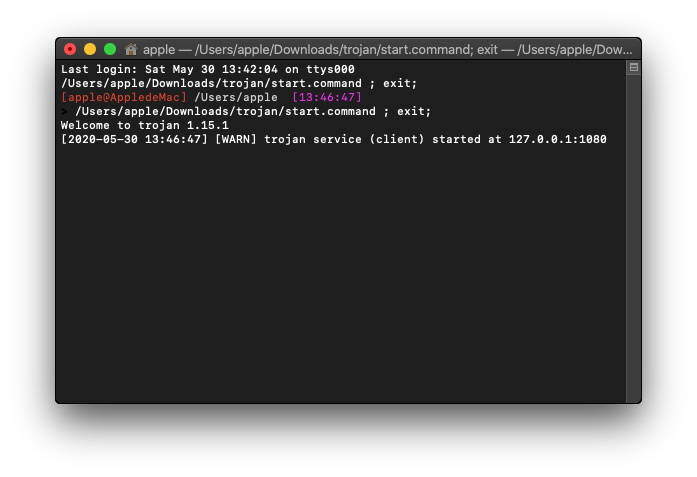 apple — /Users/apple/Downloads/trojan/start.command; exit — /Users/apple/Dow...
Last login: Sat May 30 13:42:04 on ttys000
/Users/apple/Downloads/trojan/start.command ; exit;
[apple@AppledeMac] /Users/apple  [13:46:47]
> /Users/apple/Downloads/trojan/start.command ; exit;
Welcome to trojan 1.15.1
[2020-05-30 13:46:47] [WARN] trojan service (client) started at 127.0.0.1:1080